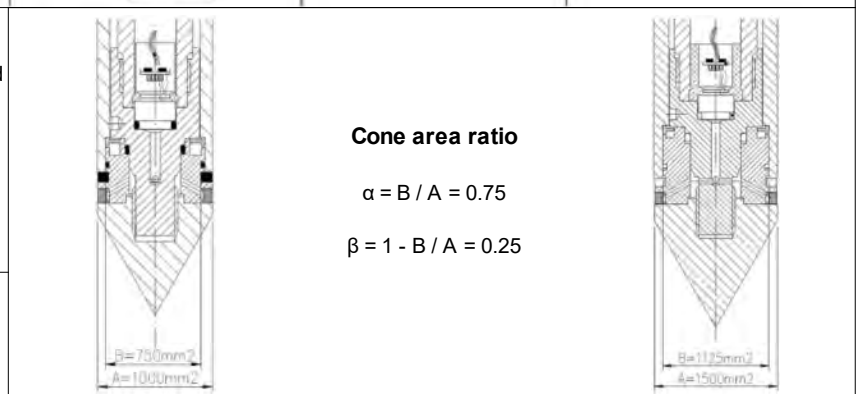 Cone area ratio
α = B / A = 0.75
β = 1 - B / A = 0.25
B=750mm2
A=1000mm2
B=1125mm2
A=1500mm2